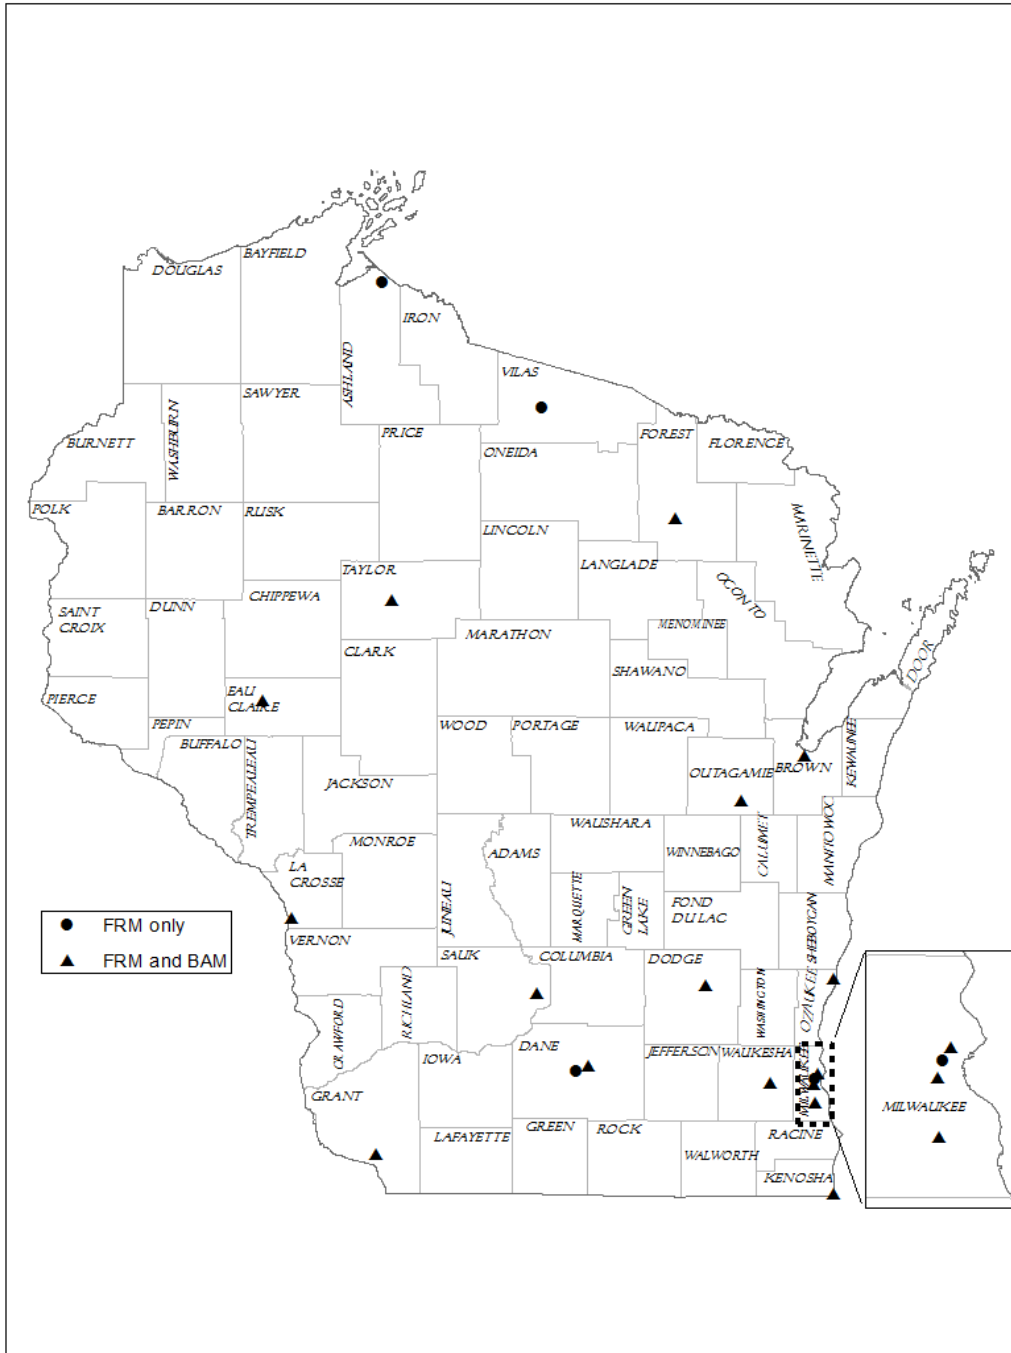 BAYFIELD
DOUGLAS
IRON
ASHLAND
VILAS
SAWYER
WASHBURN
BURNETT
PRICE
FOREST
FLORENCE
ONEIDA
POLK
BARRON
RUSK
LINCOLN
MARINETTE
LANGLADE
TAYLOR
OCONTO
CHIPPEWA
DUNN
SAINT
CROIX
MENOMINEE
MARATHON
CLARK
SHAWANO
DOOR
PIERCE
EAU
CLAIRE
PEPIN
WOOD
PORTAGE
WAUPACA
BUFFALO
KEWAUNEE
OUTAGAMIE
BROWN
TREMPEALEAU
JACKSON
WAUSHARA
CALUMET
MANITOWOC
MONROE
ADAMS
WINNEBAGO
LA
CROSSE
JUNEAU
MARQUETTE
GREEN
LAKE
FOND
DU LAC
SHEBOYGAN
FRM only
FRM and BAM
VERNON
SAUK
COLUMBIA
DODGE
RICHLAND
CRAWFORD
WASHINGTON
OZAUKEE
IOWA
DANE
JEFFERSON
WAUKESHA
MILWAUKEE
GRANT
MILWAUKEE
LAFAYETTE
GREEN
ROCK
RACINE
WALWORTH
KENOSHA